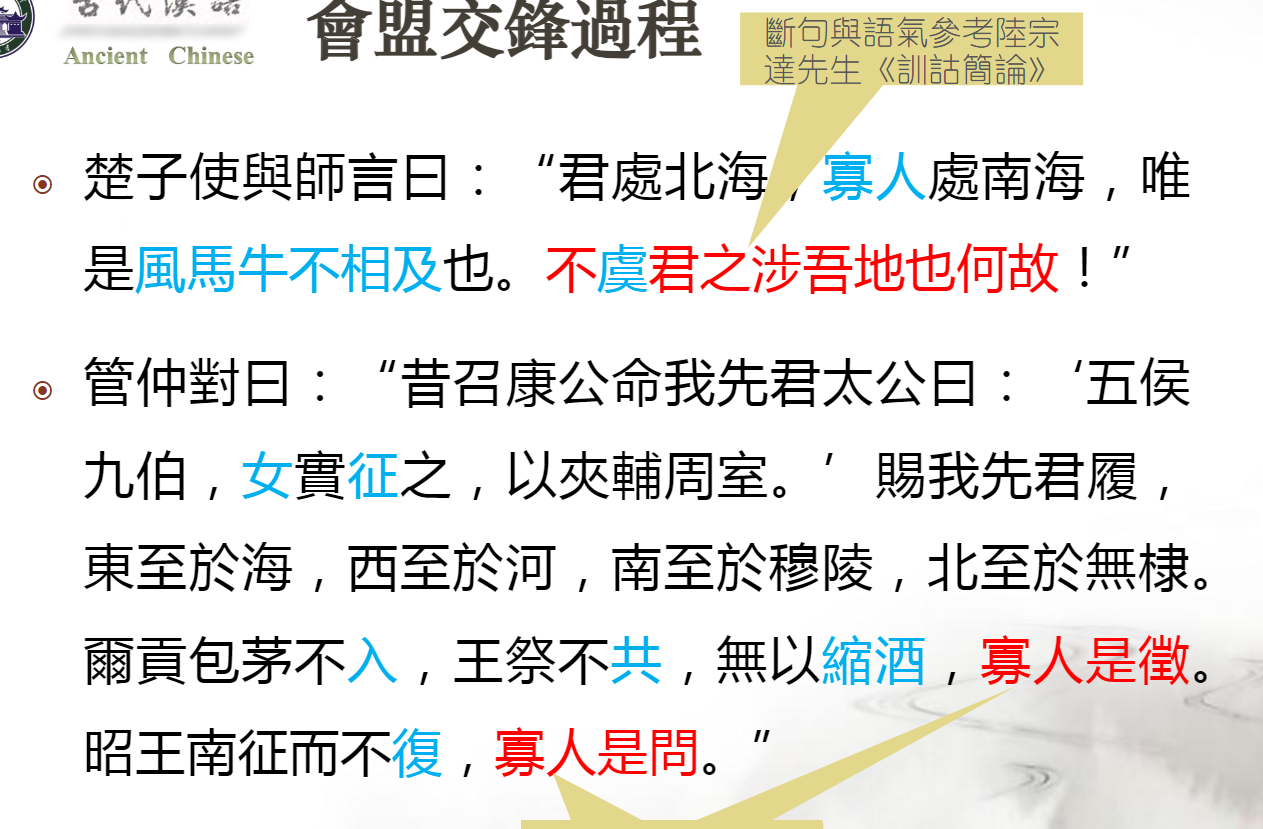 古代漢語
Ancient Chinese
會盟交鋒過程
斷句與語氣參考陸宗
達先生《訓詁簡論》
楚子使與師言曰：“君處北海，寡人處南海，唯
是風馬牛不相及也。不虞君之涉吾地也何故！”
管仲對曰：“昔召康公命我先君太公曰：‘五侯
九伯，女實征之，以夾輔周室。’賜我先君履，
東至於海，西至於河，南至於穆陵，北至於無棣。
爾貢包茅不入，王祭不共，無以縮酒，寡人是徵。
昭王南征而不復，寡人是問。”